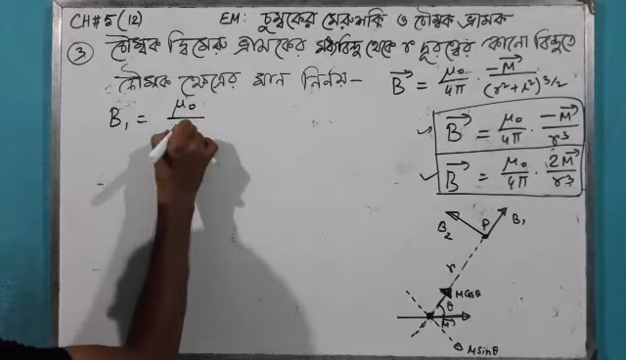 CH#5(12) EM: চুম্বকের মেরুশক্তি ও চৌম্বক ভ্রামক
③ চৌম্বক দ্বিমেরু ভ্রামকের মধ্যবিন্দু থেকে r দূরত্বের কোনো বিন্দুতে
চৌম্বক ক্ষেত্রের মান নির্ণয়-
B⃗ = μ₀/4π · -M⃗/(r²+l²)^3/2
B₁ = μ₀
B⃗ = μ₀/4π · -M⃗/r³
B⃗ = μ₀/4π · 2M⃗/r³
B₂ P B₁
r
Mcosθ
θ
M⃗
Msinθ